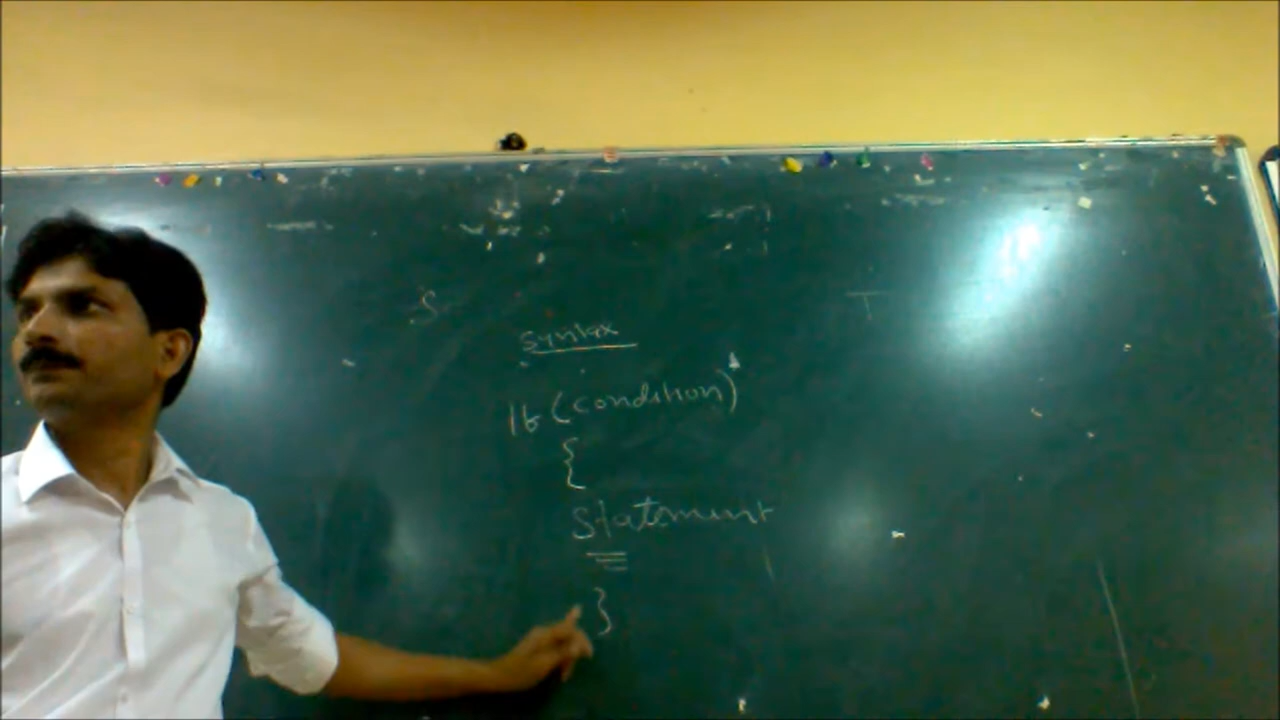 Syntax
If (condition)
{
Statement
}